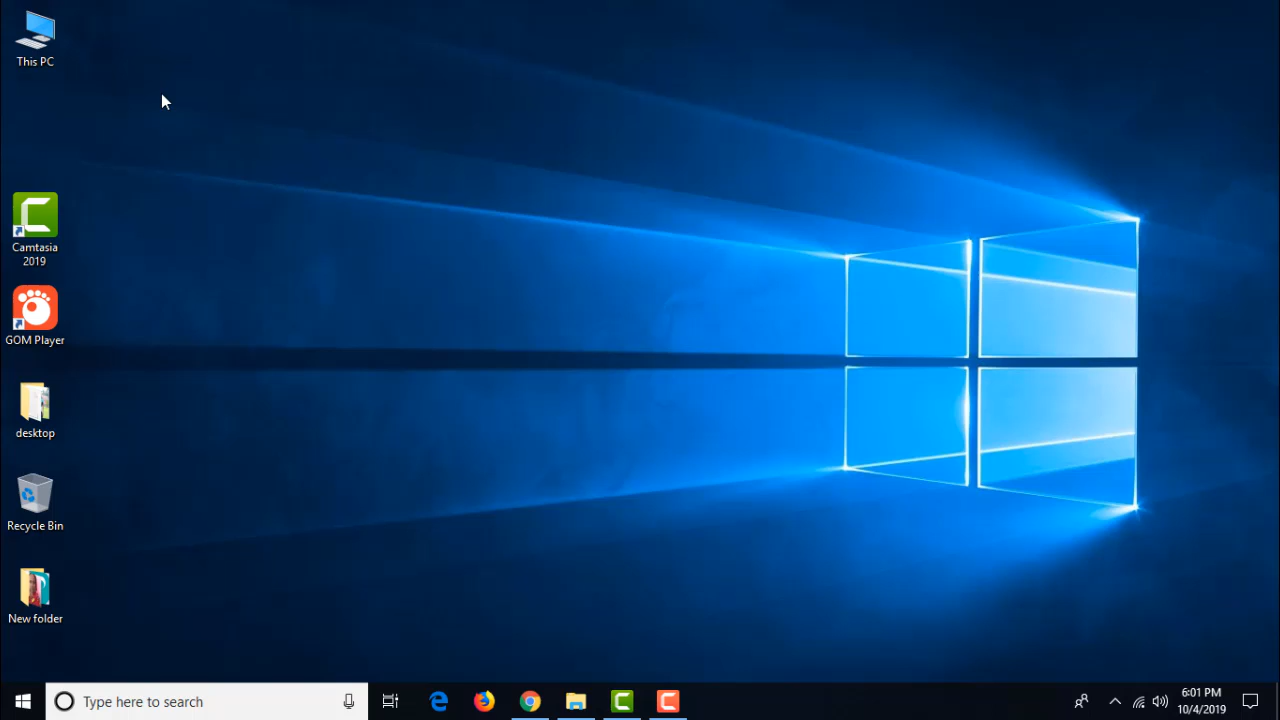 This PC
Camtasia
2019
GOM Player
desktop
Recycle Bin
New folder
Type here to search
6:01 PM
10/4/2019